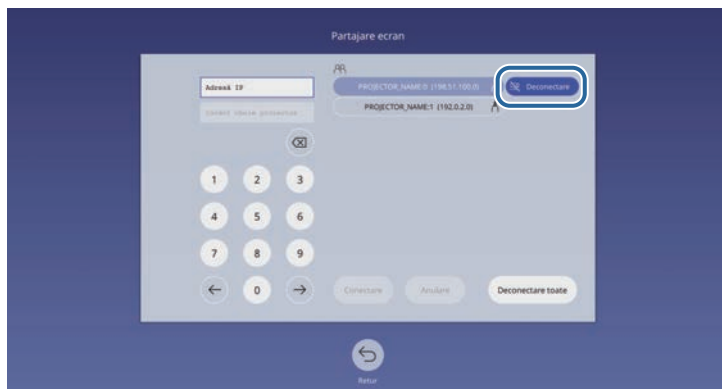 Partajare ecran
Adresă IP
PROJECTOR_NAME:0 (198.51.100.0)
Deconectare
PROJECTOR_NAME:1 (192.0.2.0)
1 2 3
4 5 6
7 8 9
0
Conectare Anulare Deconectare toate
Retur